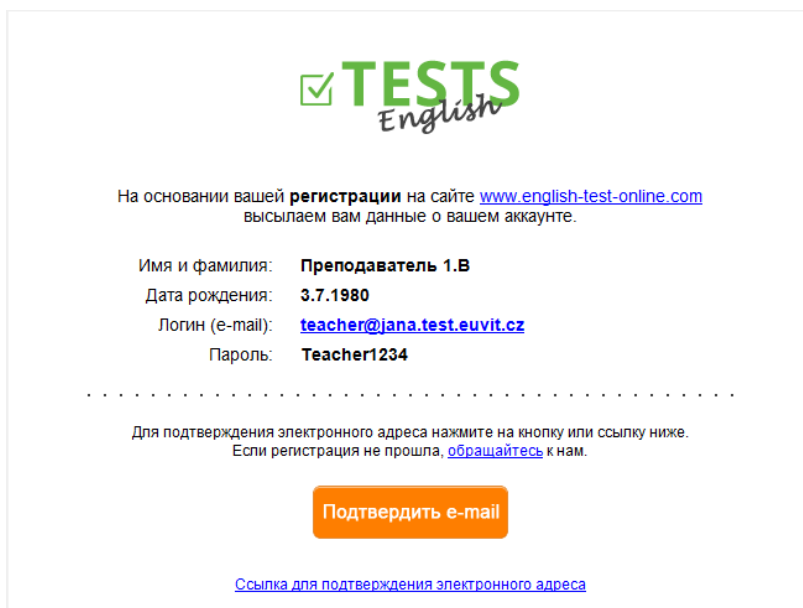 TESTS
English
На основании вашей регистрации на сайте www.english-test-online.com
высылаем вам данные о вашем аккаунте.
Имя и фамилия: Преподаватель 1.B
Дата рождения: 3.7.1980
Логин (e-mail): teacher@jana.test.euvit.cz
Пароль: Teacher1234
Для подтверждения электронного адреса нажмите на кнопку или ссылку ниже.
Если регистрация не прошла, обращайтесь к нам.
Подтвердить e-mail
Ссылка для подтверждения электронного адреса